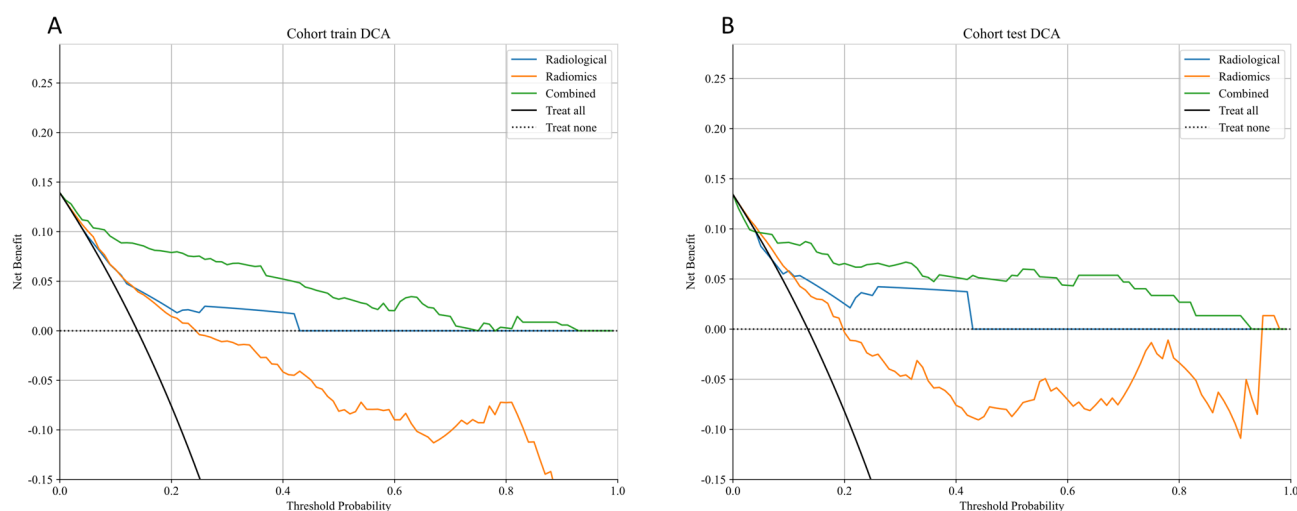 A
Cohort train DCA
Radiological
Radiomics
Combined
Treat all
Treat none
0.25
0.20
0.15
0.10
0.05
0.00
-0.05
-0.10
-0.15
Net Benefit
0.0 0.2 0.4 0.6 0.8 1.0
Threshold Probability
B
Cohort test DCA
Radiological
Radiomics
Combined
Treat all
Treat none
0.25
0.20
0.15
0.10
0.05
0.00
-0.05
-0.10
-0.15
Net Benefit
0.0 0.2 0.4 0.6 0.8 1.0
Threshold Probability